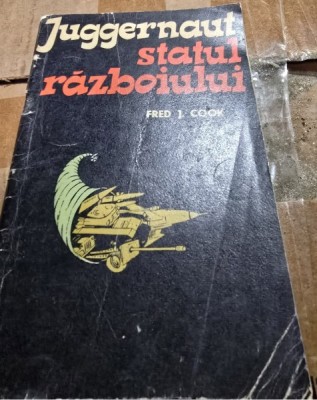 Juggernaut
statul
războiului
FRED J. COOK